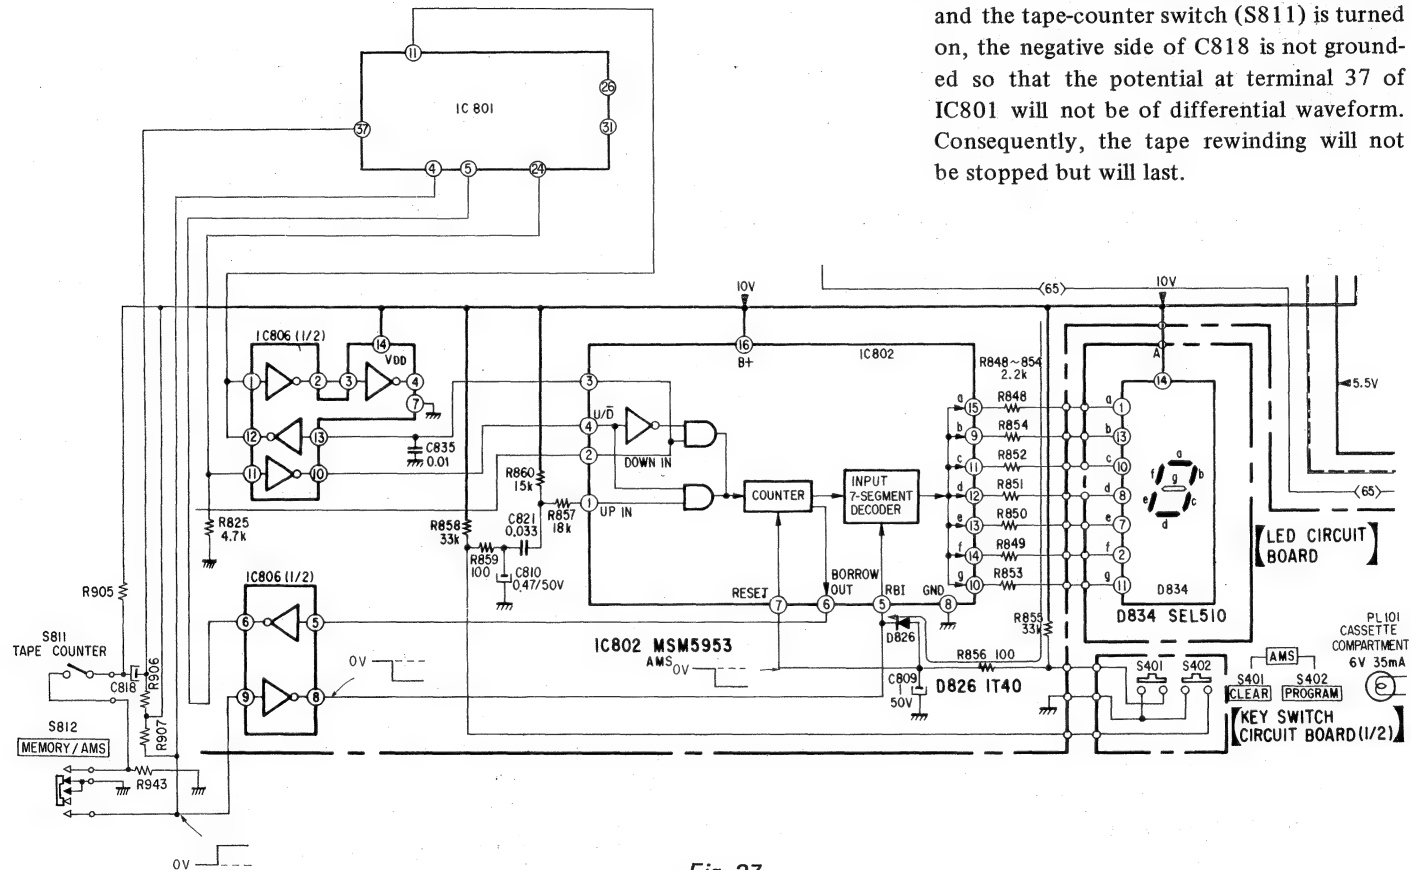 and the tape-counter switch (S811) is turned
on, the negative side of C818 is not ground-
ed so that the potential at terminal 37 of
IC801 will not be of differential waveform.
Consequently, the tape rewinding will not
be stopped but will last.
11
IC 801
26
31
37
4
5
24
10V
<65>
10V
IC806 (1/2)
14
VDD
16
B+
IC802
R848~854
2.2k
A
14
5.5V
1
2
3
4
7
3
U/D̅
4
DOWN IN
2
12
13
C835
0.01
11
10
R860
15k
1
UP IN
R857
18k
COUNTER
INPUT
7-SEGMENT
DECODER
a
15
R848
a
1
b
9
R854
b
13
c
11
R852
c
10
d
12
R851
d
8
e
13
R850
e
7
f
14
R849
f
2
g
10
R853
g
11
a
b
c
d
e
f
g
D834
<65>
R825
4.7k
R858
33k
C821
0.033
R859
100
C810
0.47/50V
LED CIRCUIT
BOARD
IC806 (1/2)
RESET
7
BORROW
OUT
6
RBI
5
GND
8
D834 SEL510
R905
6
5
IC802 MSM5953
D826
R855
33k
S811
TAPE COUNTER
C818
R906
0V
AMS
0V
R856 100
C809
1
50V
D826 IT40
S401
S402
AMS
S401
CLEAR
S402
PROGRAM
PL101
CASSETTE
COMPARTMENT
6V 35mA
9
8
R907
S812
MEMORY/AMS
R943
KEY SWITCH
CIRCUIT BOARD(1/2)
0V